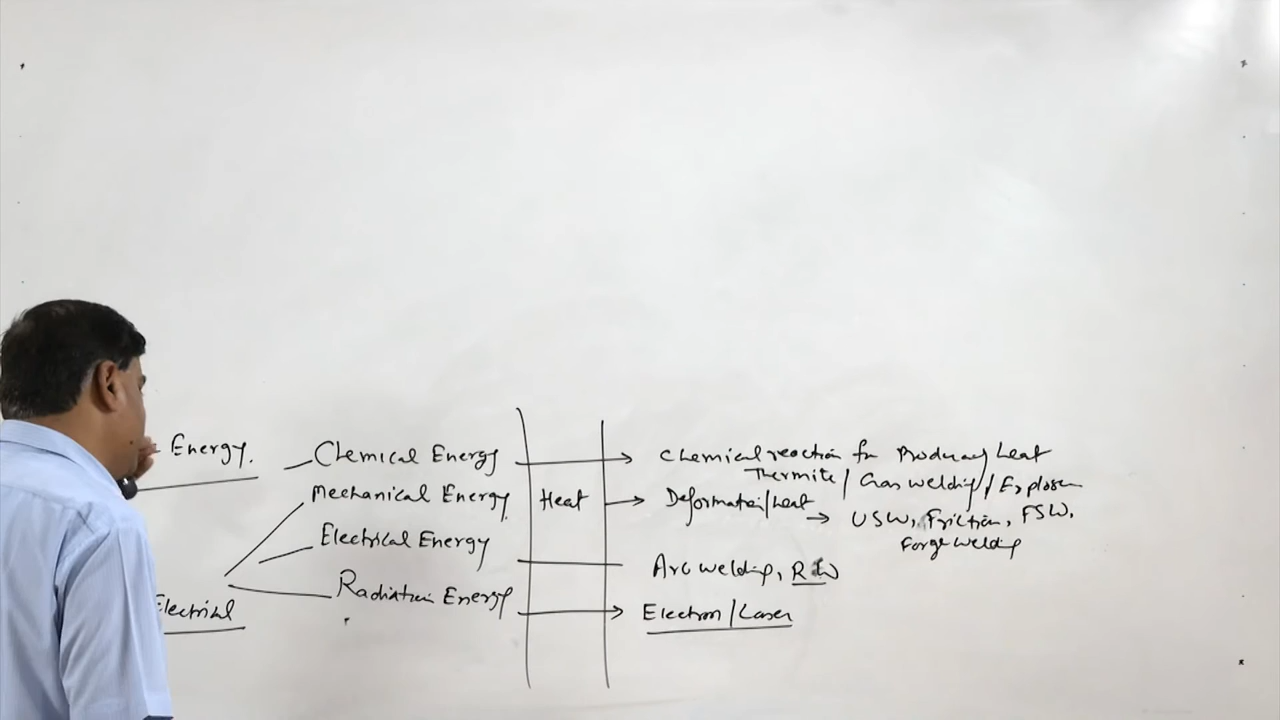 Energy.
Chemical Energy
Chemical reaction for Producing heat
Thermite / Gas welding / Explosion
Mechanical Energy
Heat
Deformation/heat
USW, Friction, FSW,
Forge welding
Electrical Energy
Arc welding, RW
Radiation Energy
Electrical
Electron / Laser